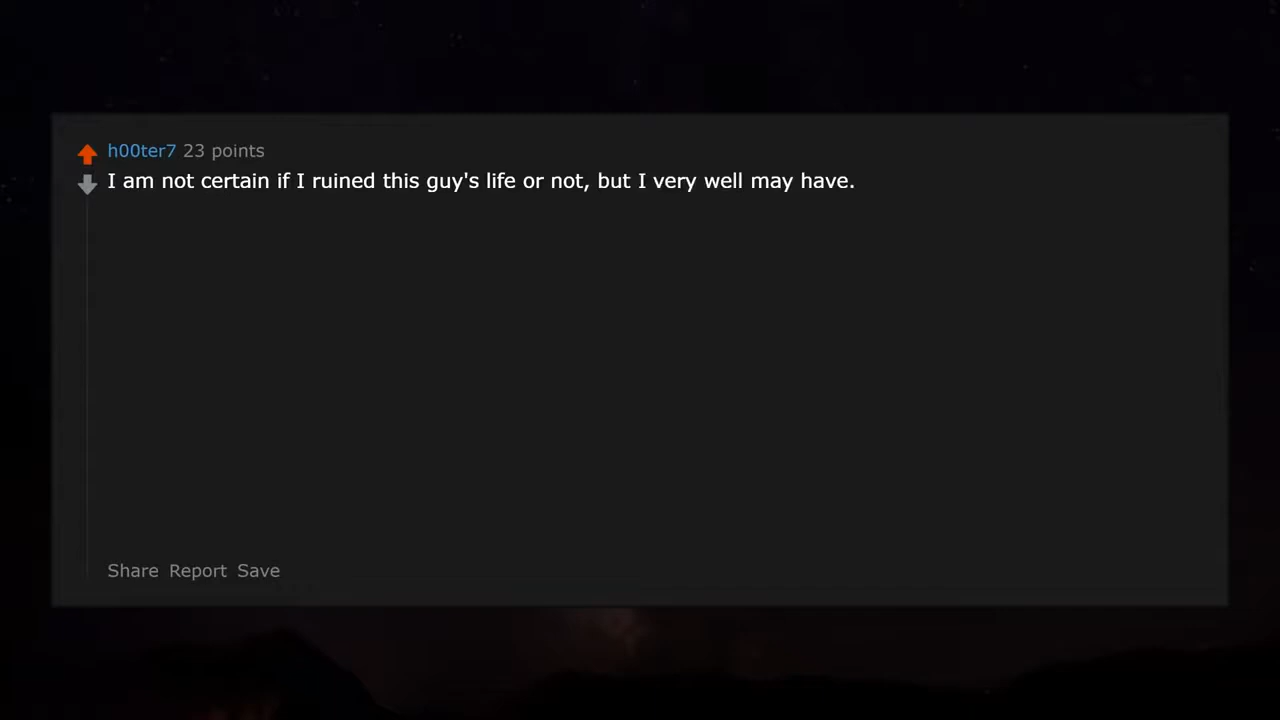 h00ter7 23 points
I am not certain if I ruined this guy's life or not, but I very well may have.
Share Report Save